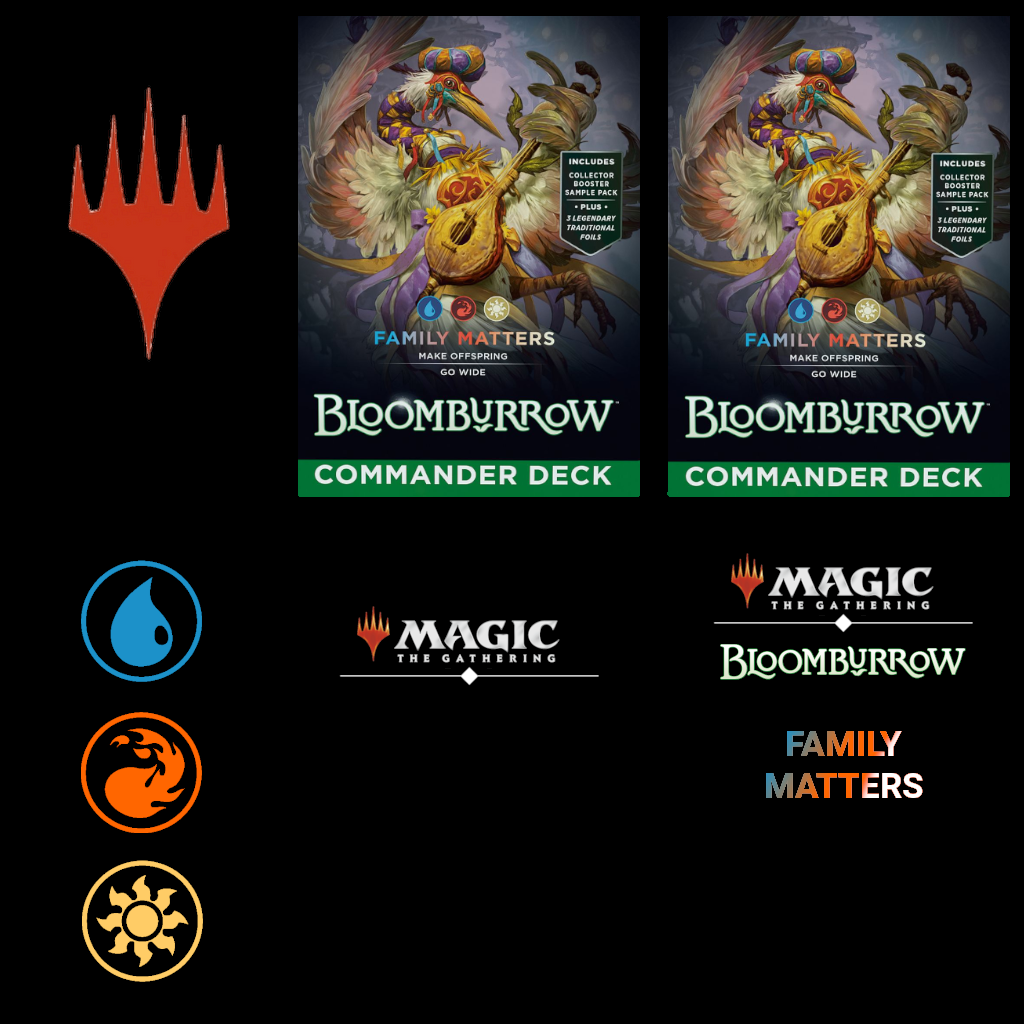 INCLUDES
COLLECTOR
BOOSTER
SAMPLE PACK
• PLUS •
3 LEGENDARY
TRADITIONAL
FOILS
FAMILY MATTERS
MAKE OFFSPRING
GO WIDE
BLOOMBURROW™
COMMANDER DECK
INCLUDES
COLLECTOR
BOOSTER
SAMPLE PACK
• PLUS •
3 LEGENDARY
TRADITIONAL
FOILS
FAMILY MATTERS
MAKE OFFSPRING
GO WIDE
BLOOMBURROW™
COMMANDER DECK
MAGIC
THE GATHERING
MAGIC
THE GATHERING
BLOOMBURROW
FAMILY
MATTERS